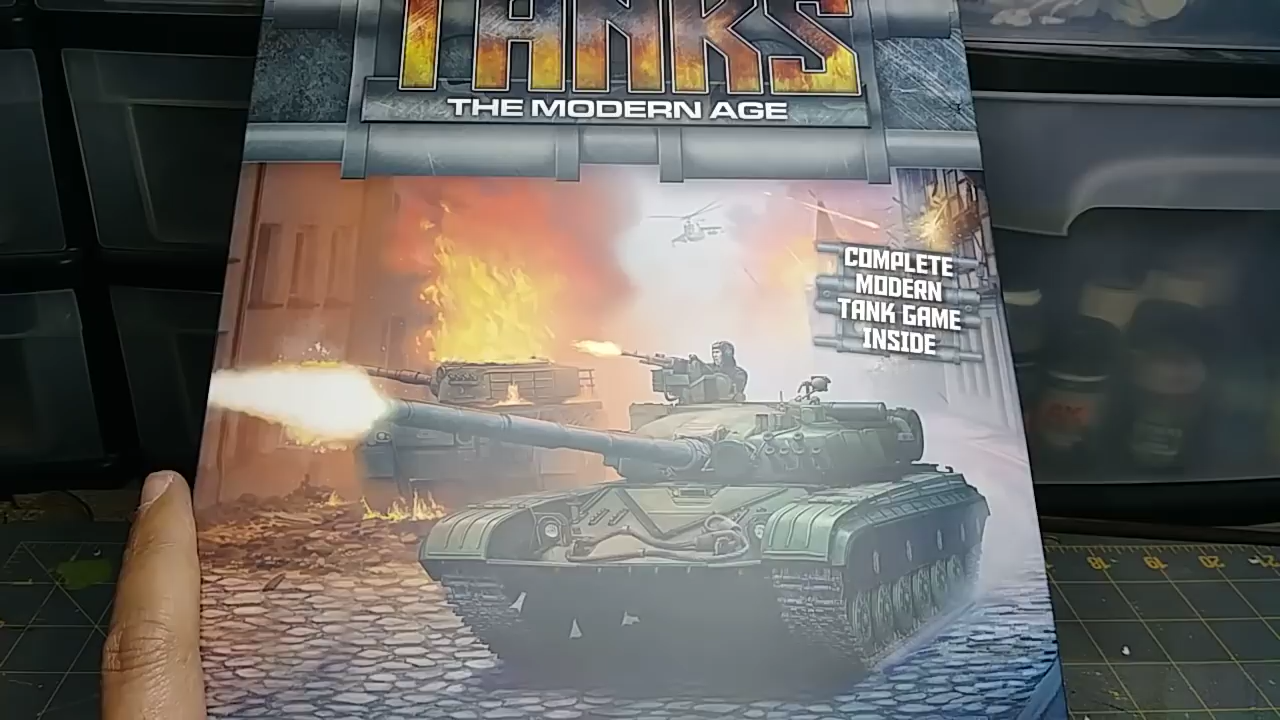 TANKS
THE MODERN AGE
COMPLETE
MODERN
TANK GAME
INSIDE